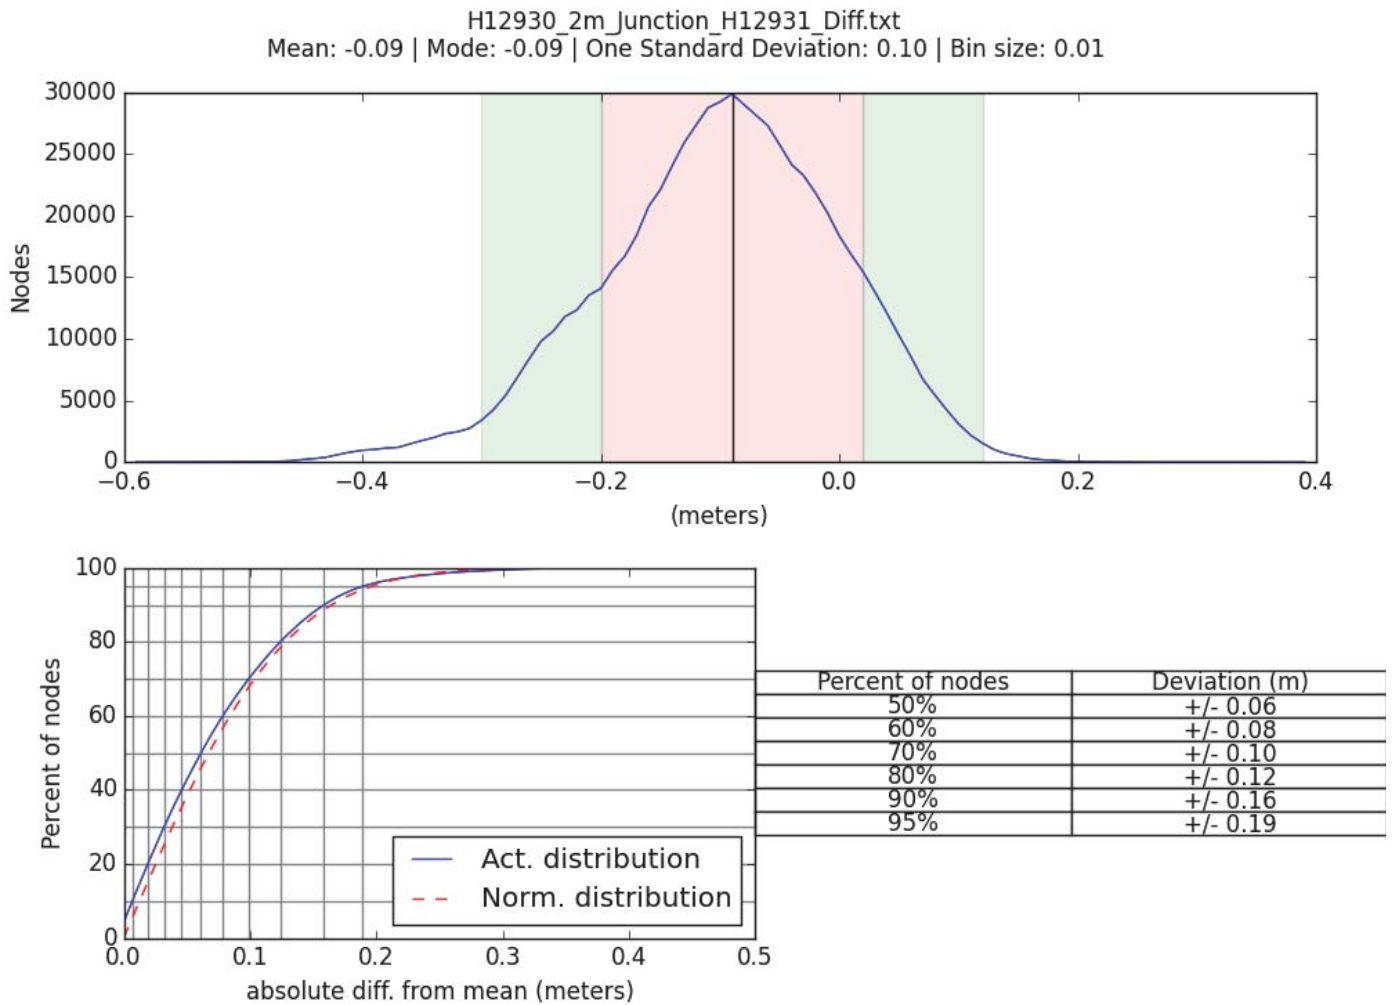 H12930_2m_Junction_H12931_Diff.txt
Mean: -0.09 | Mode: -0.09 | One Standard Deviation: 0.10 | Bin size: 0.01
30000
25000
20000
15000
10000
5000
0
Nodes
−0.6 −0.4 −0.2 0.0 0.2 0.4
(meters)
100
80
60
40
20
0
Percent of nodes
Act. distribution
Norm. distribution
0.0 0.1 0.2 0.3 0.4 0.5
absolute diff. from mean (meters)
Percent of nodes Deviation (m)
50% +/- 0.06
60% +/- 0.08
70% +/- 0.10
80% +/- 0.12
90% +/- 0.16
95% +/- 0.19